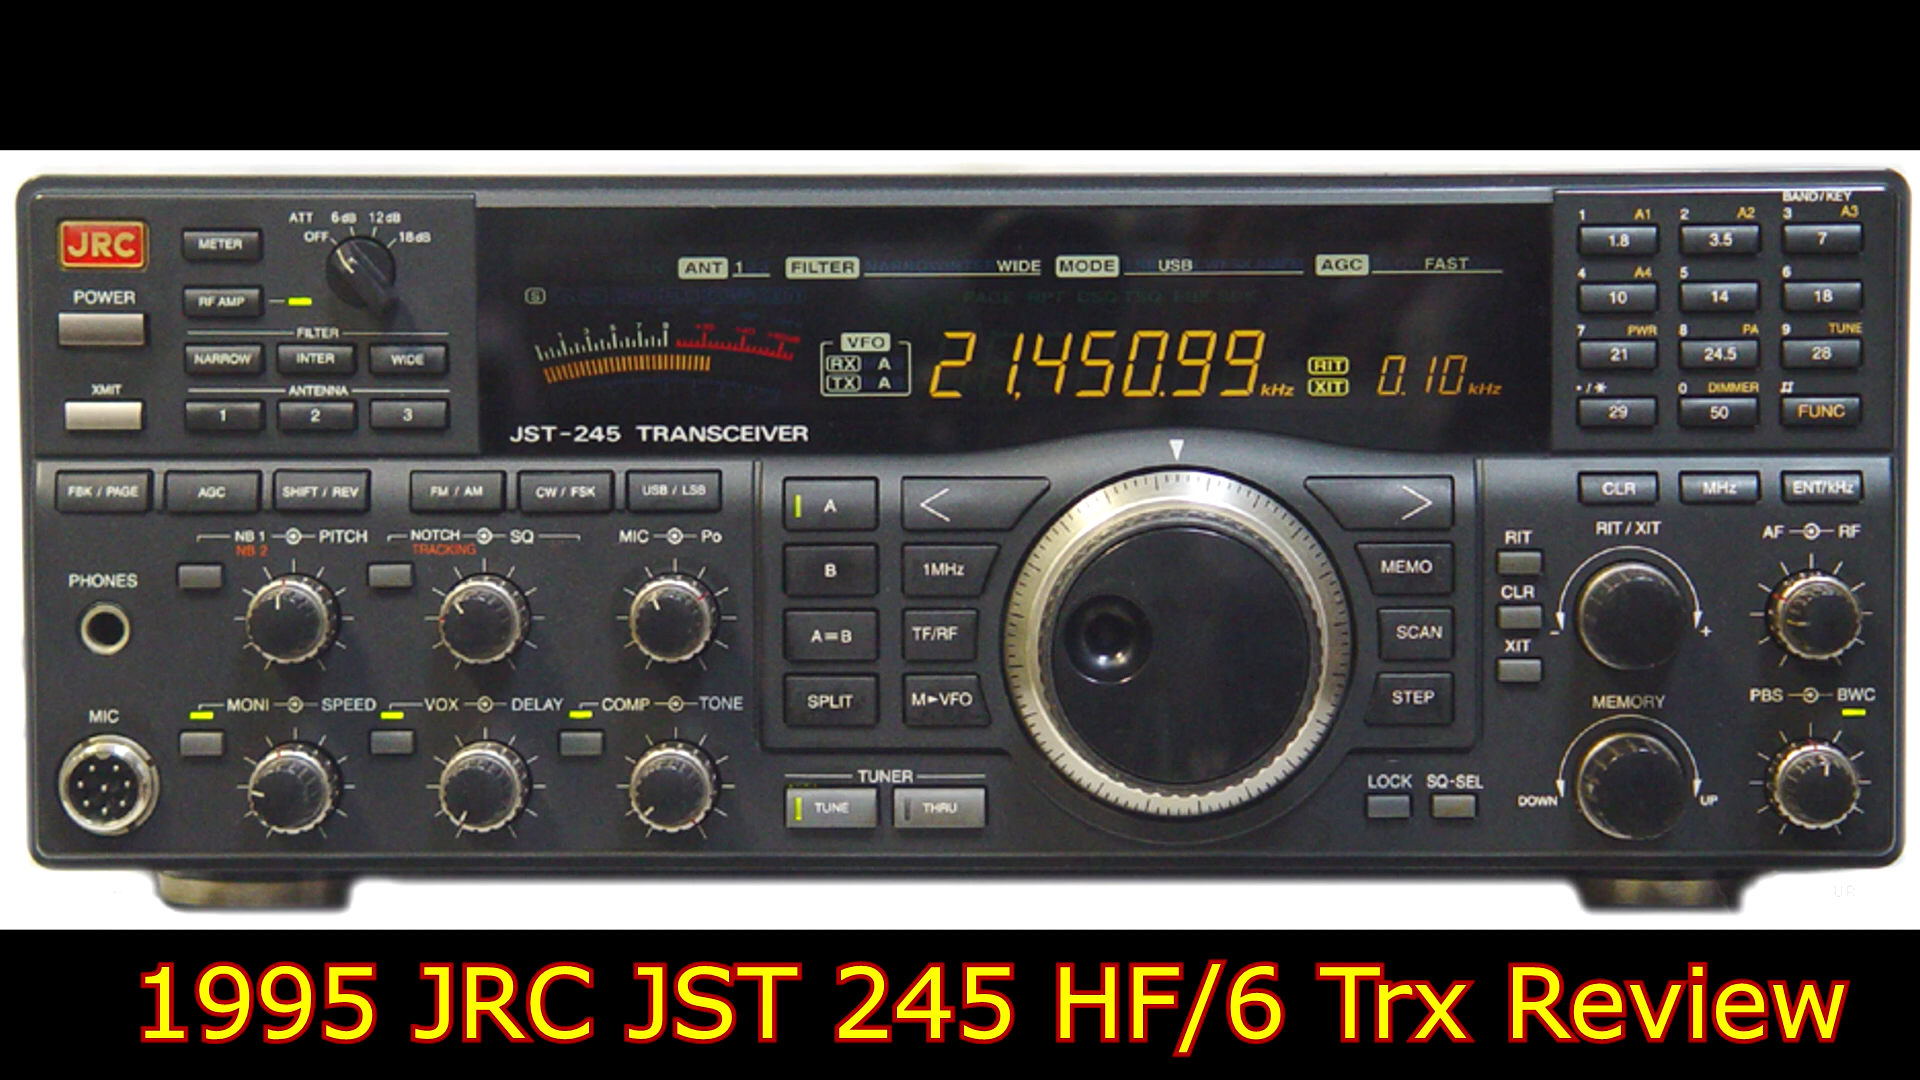 BAND/KEY
ATT 6dB 12dB
OFF 18dB
JRC
METER
POWER
RF AMP
FILTER
NARROW INTER WIDE
XMIT
ANTENNA
1 2 3
ANT 1 FILTER WIDE MODE USB AGC FAST
S
1 3 5 7 9
VFO
RX A
TX A
21,450.99 kHz
RIT
XIT
0.10 kHz
JST-245 TRANSCEIVER
1 A1 2 A2 3 A3
1.8 3.5 7
4 A4 5 6
10 14 18
7 PWR 8 PA 9 TUNE
21 24.5 28
•/* 0 DIMMER #
29 50 FUNC
FBK / PAGE AGC SHIFT / REV FM / AM CW / FSK USB / LSB
CLR MHz ENT/kHz
NB 1 PITCH NOTCH SQ MIC Po
NB 2 TRACKING
PHONES
MONI SPEED VOX DELAY COMP TONE
MIC
A < >
B 1MHz MEMO
A=B TF/RF SCAN
SPLIT M►VFO STEP
TUNER
TUNE THRU
LOCK SQ-SEL
RIT
CLR
XIT
RIT / XIT
- +
AF RF
MEMORY
DOWN UP
PBS BWC
1995 JRC JST 245 HF/6 Trx Review